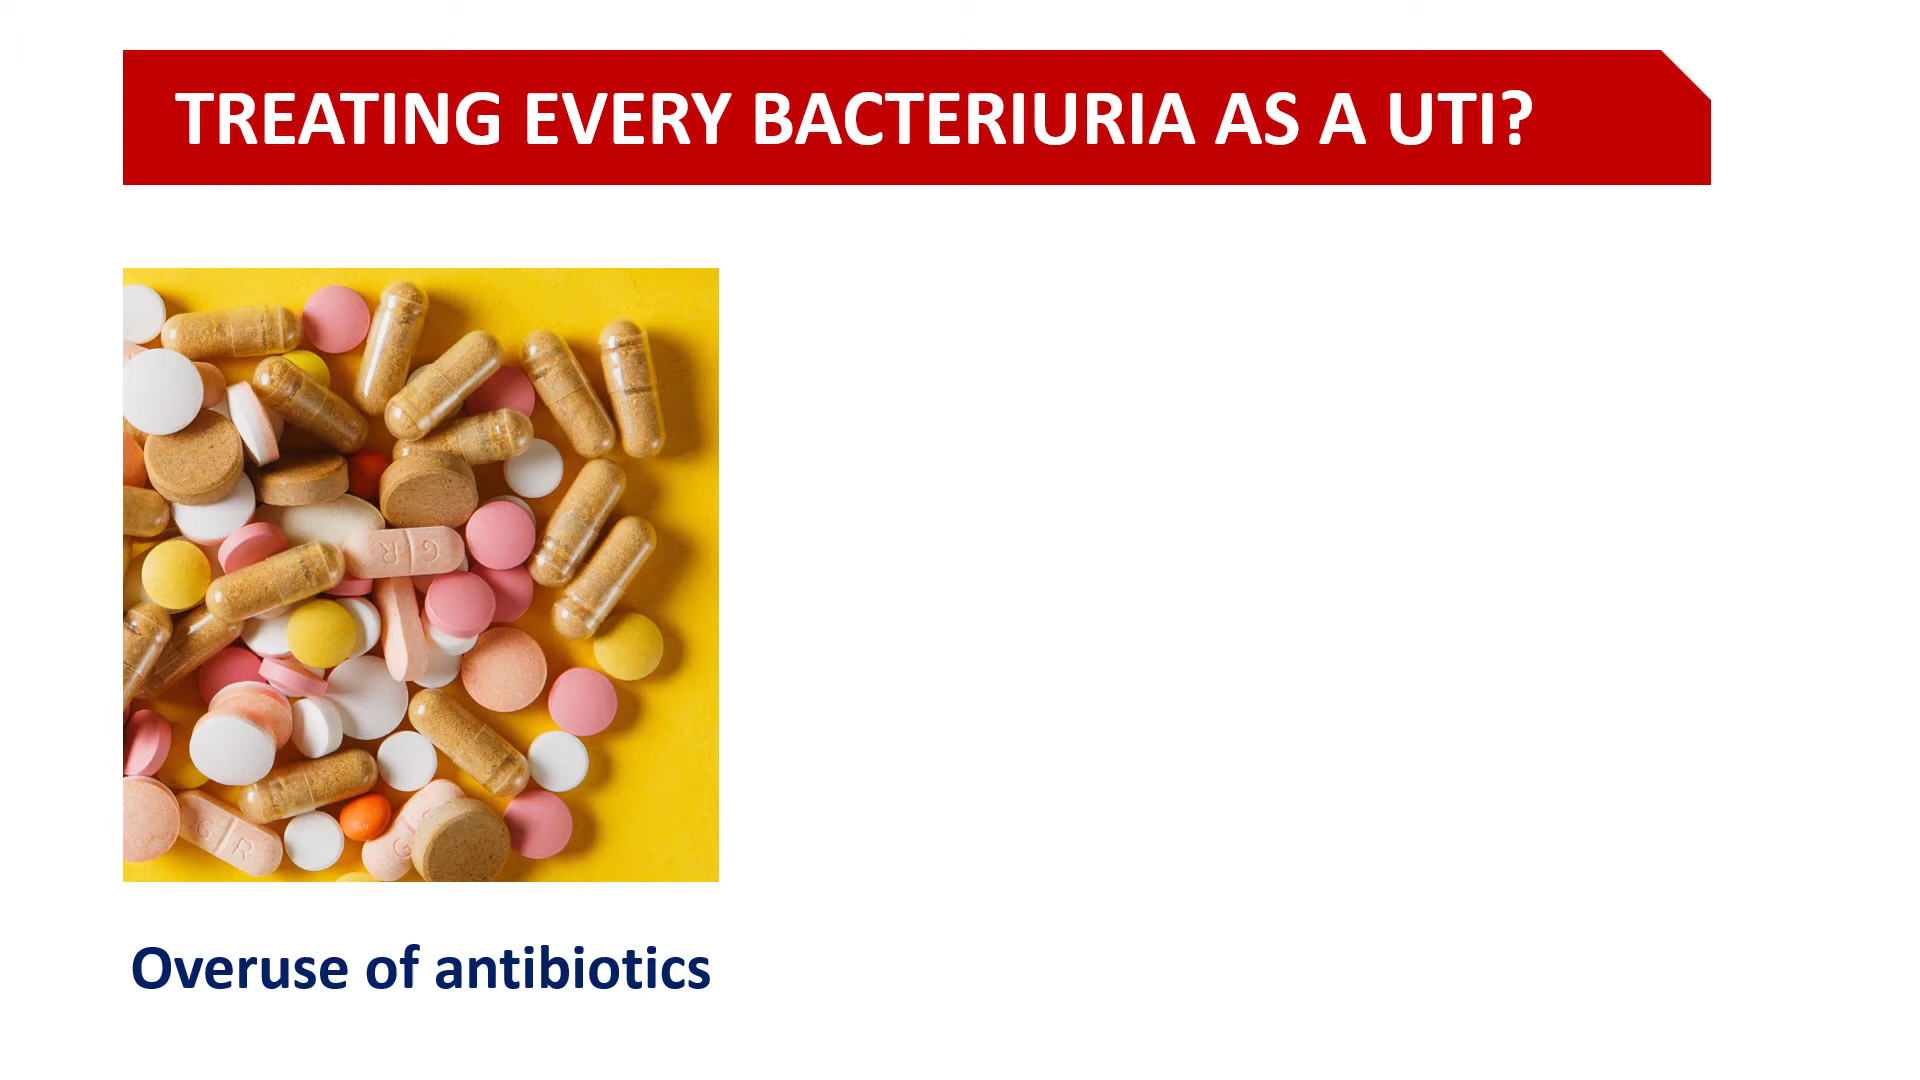 TREATING EVERY BACTERIURIA AS A UTI?
G R
G R
G
Overuse of antibiotics